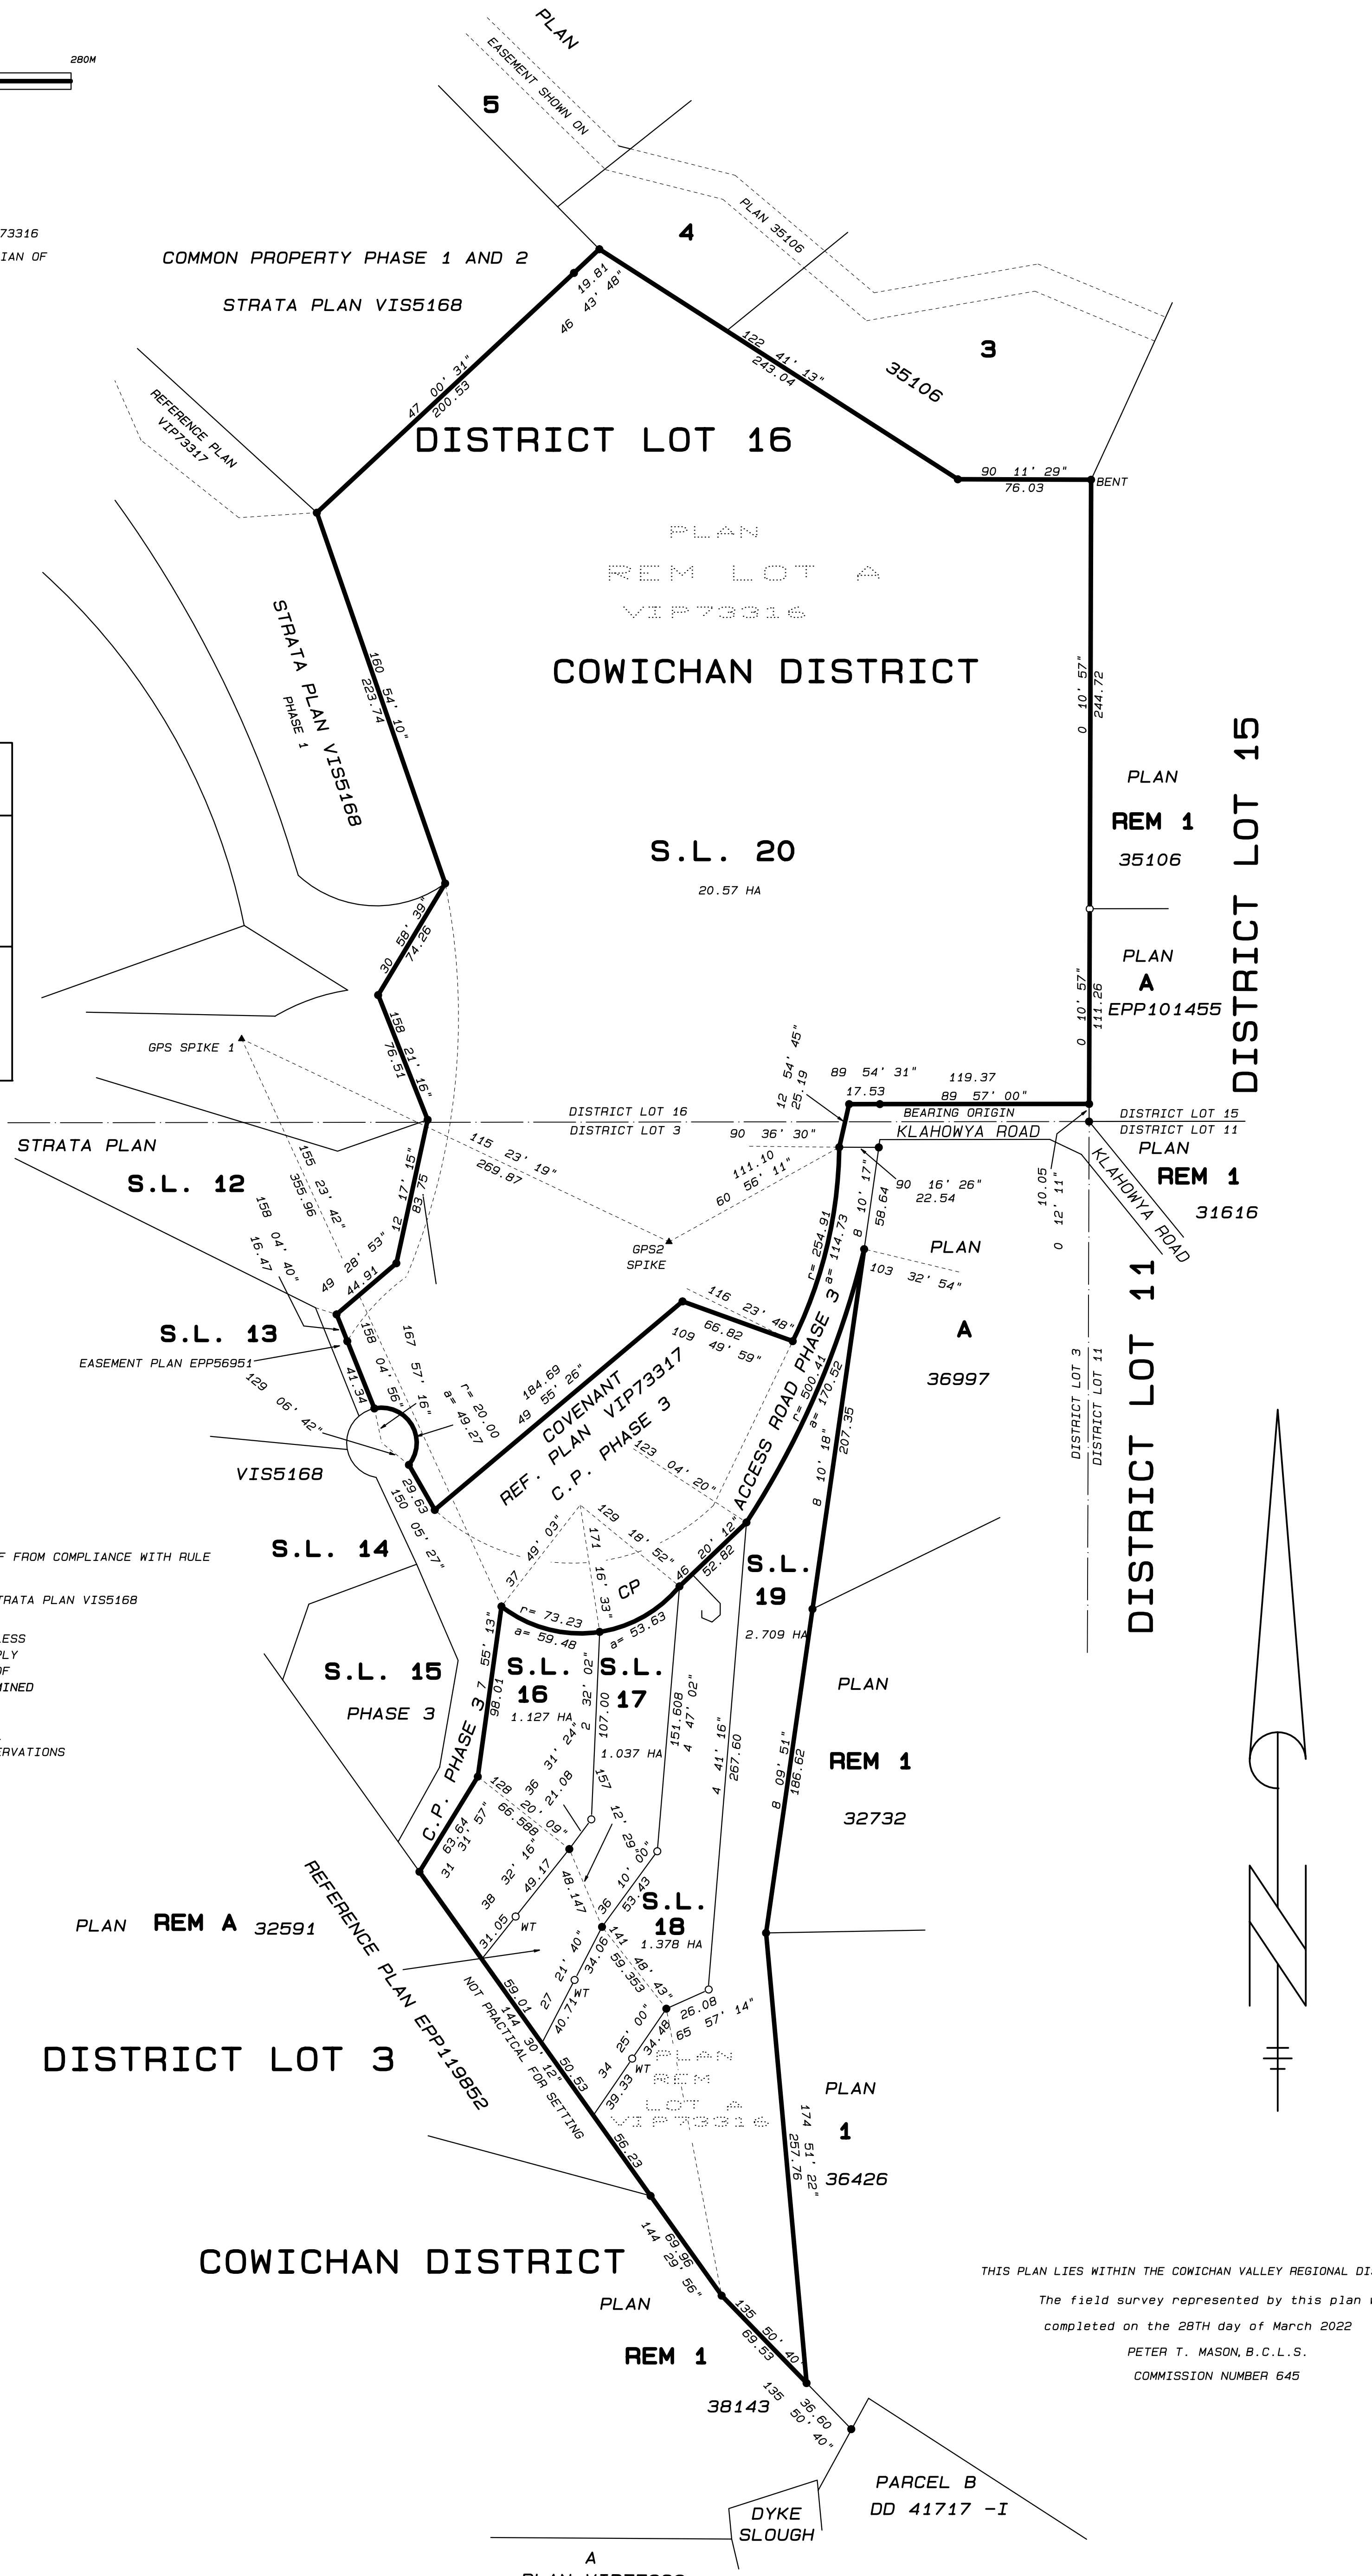 280M
PLAN
EASEMENT SHOWN ON
5
73316
IAN OF
COMMON PROPERTY PHASE 1 AND 2
STRATA PLAN VIS5168
4
PLAN 35106
19.81
46 43' 48"
3
35106
122 41' 13"
243.04
47 00' 31"
200.53
REFERENCE PLAN
VIP73317
DISTRICT LOT 16
90 11' 29"
76.03
BENT
PLAN
REM LOT A
VIP73316
COWICHAN DISTRICT
STRATA PLAN VIS5168
PHASE 1
160 54' 10"
223.74
0 10' 57"
244.72
DISTRICT LOT 15
PLAN
REM 1
35106
S.L. 20
20.57 HA
30 58' 39"
74.26
PLAN
A
EPP101455
0 10' 57"
111.26
158 21' 16"
76.51
GPS SPIKE 1
12 54' 45"
25.19
89 54' 31"
17.53
119.37
89 57' 00"
BEARING ORIGIN
DISTRICT LOT 16
DISTRICT LOT 3
DISTRICT LOT 15
DISTRICT LOT 11
STRATA PLAN
S.L. 12
115 23' 19"
269.87
90 36' 30"
111.10
60 56' 11"
KLAHOWYA ROAD
PLAN
REM 1
31616
KLAHOWYA ROAD
10.05
0 12' 11"
155 23' 42"
355.96
12 17' 15"
83.75
90 16' 26"
22.54
8 10' 17"
58.64
158 04' 40"
16.47
49 28' 53"
44.91
GPS2
SPIKE
r= 254.91
a= 114.73
PLAN
103 32' 54"
A
36997
S.L. 13
EASEMENT PLAN EPP56951
158 04' 56"
41.34
167 57' 16"
r= 20.00
a= 49.27
129 06' 42"
116 23' 48"
66.82
109 49' 59"
184.69
49 55' 26"
COVENANT
REF. PLAN VIP73317
C.P. PHASE 3
ACCESS ROAD PHASE 3
r= 500.41
a= 170.52
8 10' 18"
207.35
DISTRICT LOT 3
DISTRICT LOT 11
DISTRICT LOT 11
VIS5168
29.63
150 05' 27"
123 04' 20"
S.L. 14
F FROM COMPLIANCE WITH RULE
TRATA PLAN VIS5168
LESS
PLY
OF
MINED
ERVATIONS
37 49' 03"
171 16' 33"
129 18' 52"
46 20' 12"
52.82
CP
r= 73.23
a= 59.48
a= 53.63
S.L.
19
2.709 HA
S.L. 15
PHASE 3
C.P. PHASE 3
7 55' 13"
98.01
S.L.
16
1.127 HA
2 32' 02"
107.00
S.L.
17
1.037 HA
151.608
4 47' 02"
4 41' 16"
267.60
PLAN
REM 1
32732
8 09' 51"
186.62
63.64
31 31' 57"
128 20' 09"
66.588
36 31' 24"
21.08
157 12' 29"
48.147
38 32' 16"
49.17
31.05
WT
36 10' 00"
53.43
S.L.
18
1.378 HA
PLAN REM A 32591
REFERENCE PLAN EPP119852
27 21' 40"
34.06
WT
40.71
141 48' 43"
59.353
26.08
65 57' 14"
34 25' 00"
34.48
WT
39.33
59.01
144 30' 12"
50.53
NOT PRACTICAL FOR SETTING
56.23
DISTRICT LOT 3
PLAN
REM
LOT A
VIP73316
PLAN
1
36426
174 51' 22"
257.76
COWICHAN DISTRICT
69.96
144 29' 56"
PLAN
REM 1
38143
135 50' 40"
69.53
36.60
135 50' 40"
THIS PLAN LIES WITHIN THE COWICHAN VALLEY REGIONAL DI
The field survey represented by this plan
completed on the 28TH day of March 2022
PETER T. MASON, B.C.L.S.
COMMISSION NUMBER 645
PARCEL B
DD 41717 -I
DYKE
SLOUGH
A